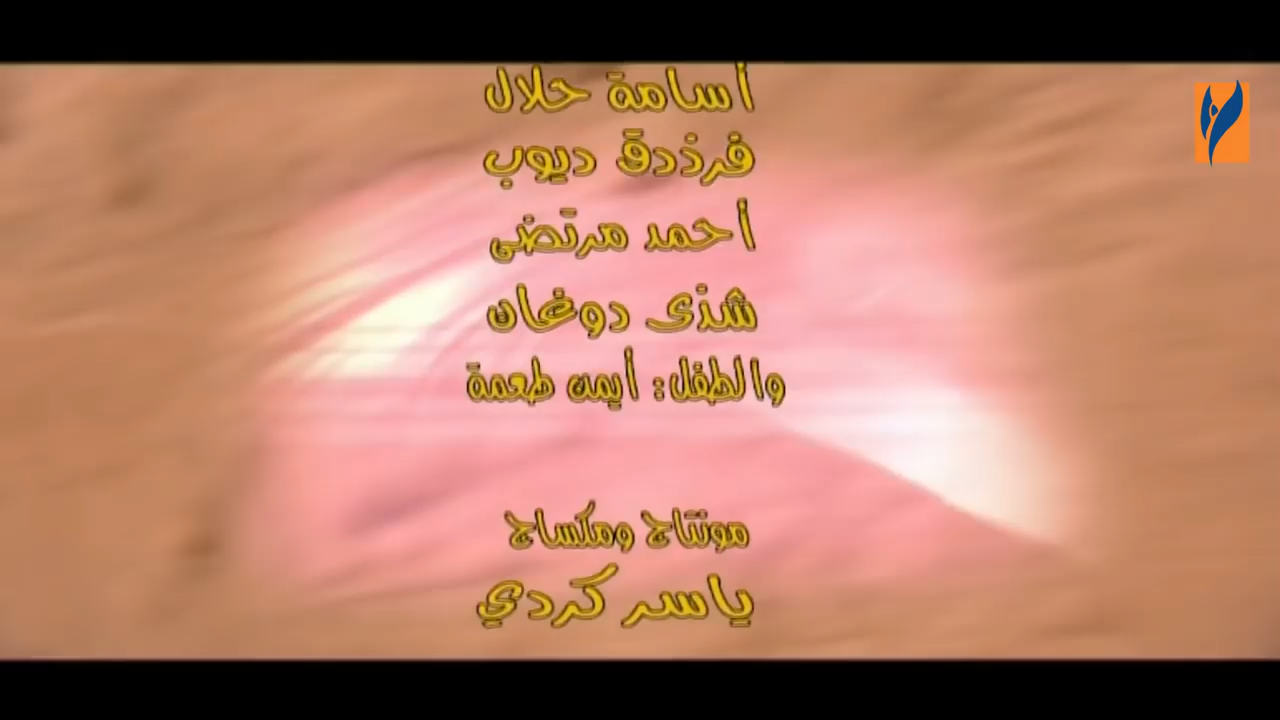 أسامة حلال
فرذدق ديوب
أحمد مرتضى
شذى دوغان
والطفل: أيمن طعمة
مونتاج ومكساج
ياسر كردي